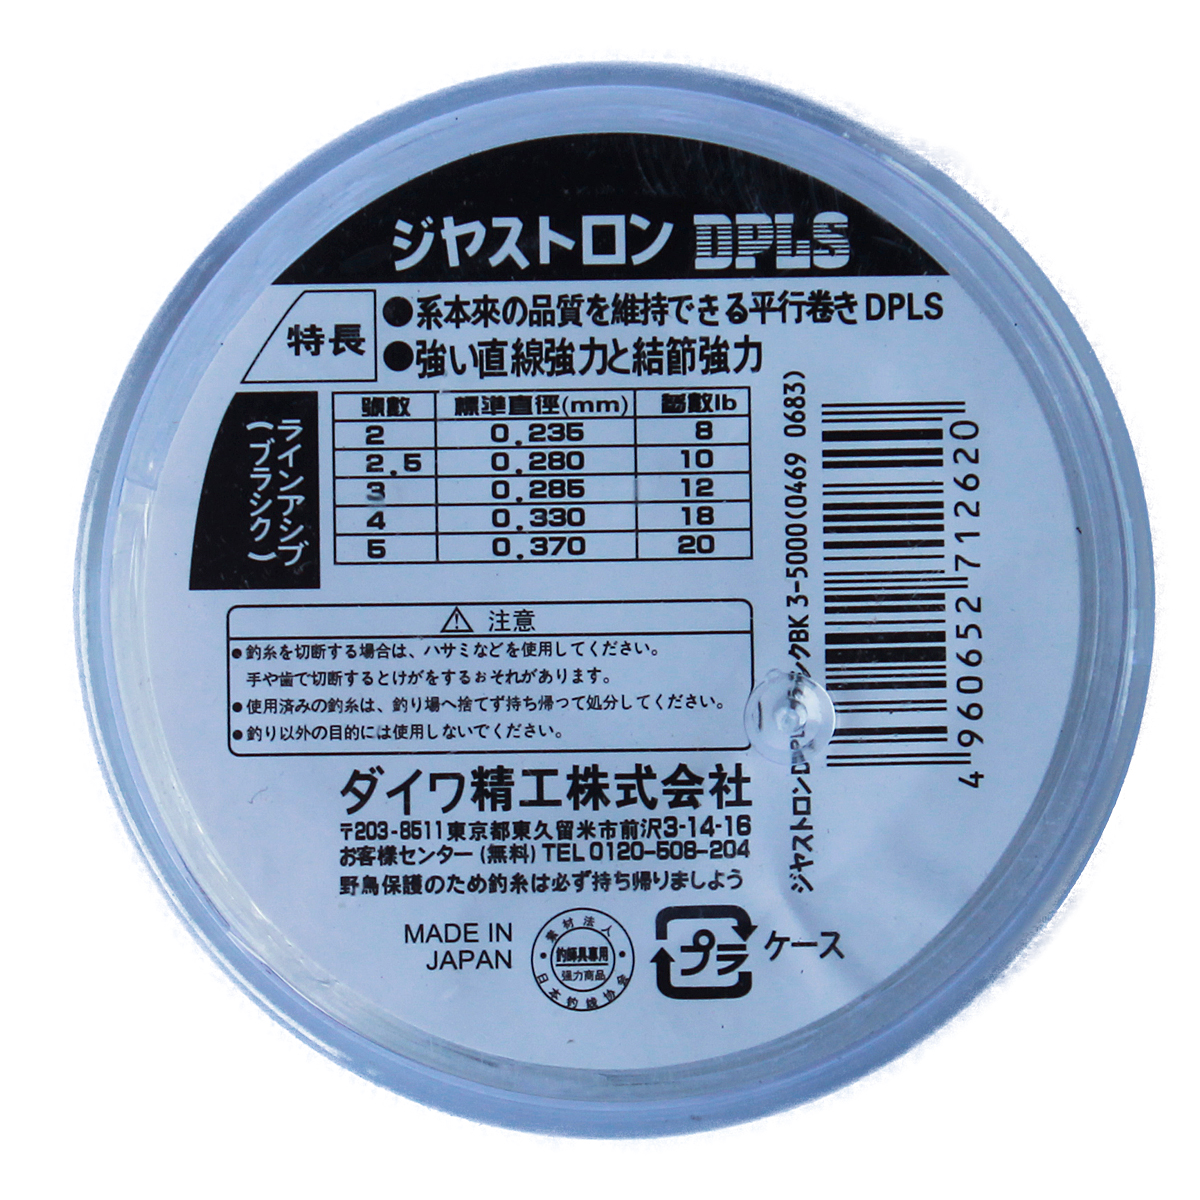 ジヤストロン DPLS
特長
●系本來の品質を維持できる平行巻きDPLS
●強い直線強力と結節強力
ラインアシブ
(ブラシク)
號數 標準直徑(mm) 磅數lb
2 0.235 8
2.5 0.280 10
3 0.285 12
4 0.330 18
5 0.370 20
⚠ 注意
●釣糸を切断する場合は、ハサミなどを使用してください。
手や歯で切断するとけがをするぉそれがあります。
●使用済みの釣糸は、釣り場へ捨てず持ち帰つて処分してください。
●釣り以外の目的には使用しないでください。
ダイワ精工株式会社
〒203-8511東京都東久留米市前沢3-14-16
お客様センター(無料)TEL0120-508-204
野鳥保護のため釣糸は必ず持ち帰りましよう
MADE IN
JAPAN
素材法人
釣師具専用
強力商品
日本釣 協会
プラ
ケース
ジヤストロンDPLS ックBK 3-5000(0469 0683)
4960652712620